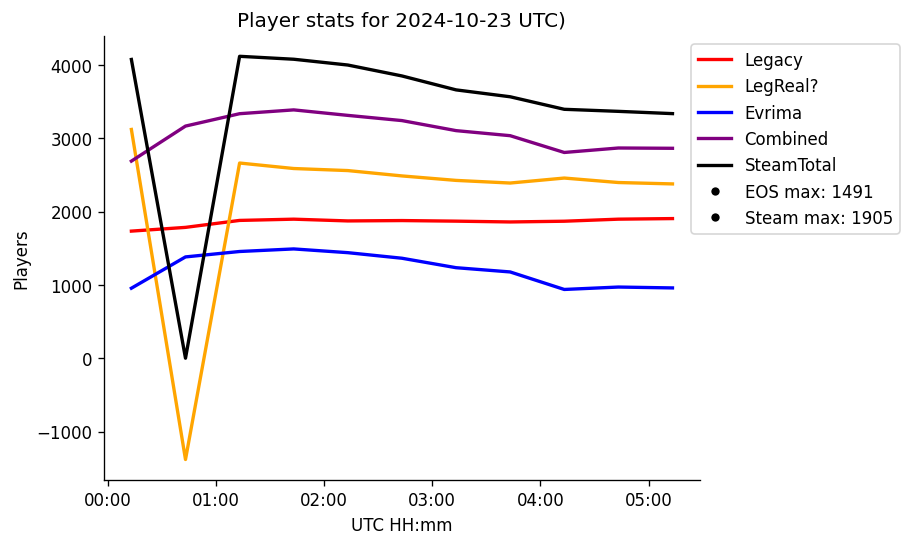 Player stats for 2024-10-23 UTC)
Legacy
LegReal?
Evrima
Combined
SteamTotal
EOS max: 1491
Steam max: 1905
Players
4000
3000
2000
1000
0
−1000
00:00 01:00 02:00 03:00 04:00 05:00
UTC HH:mm